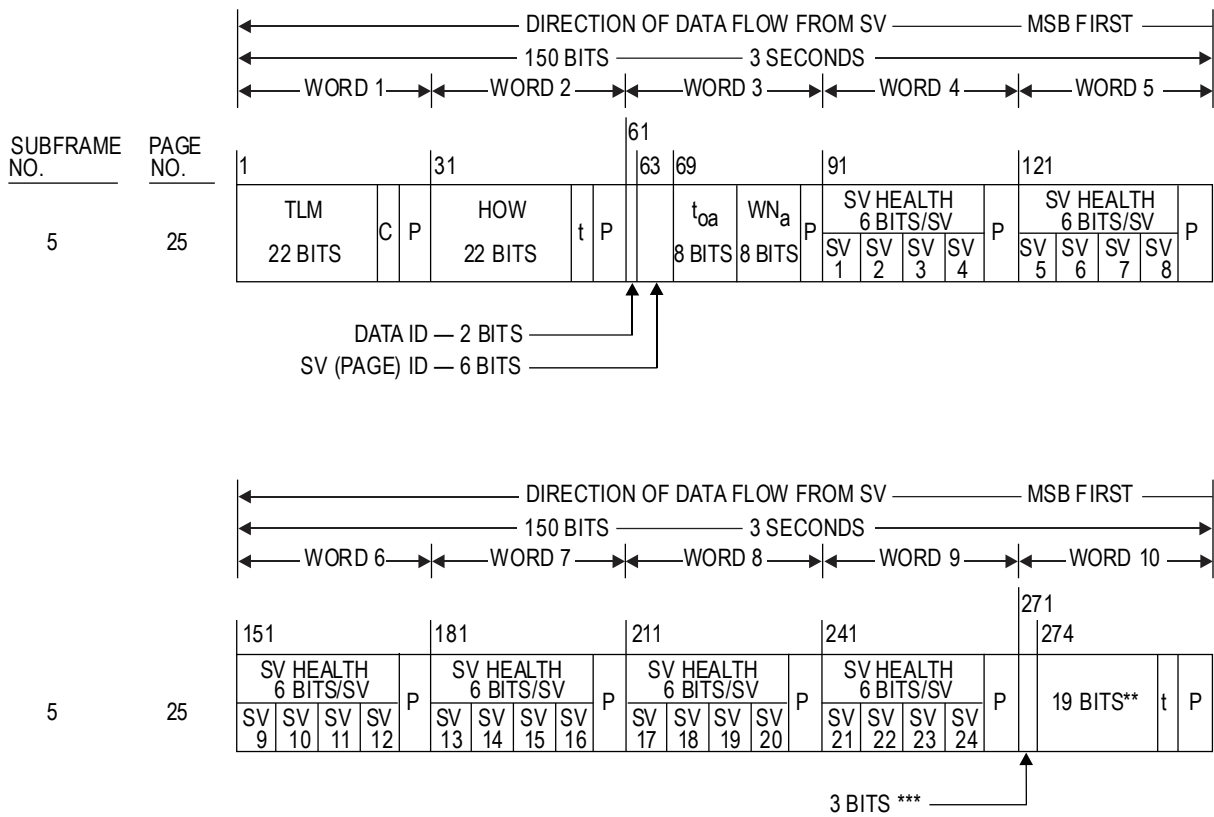 DIRECTION OF DATA FLOW FROM SV MSB FIRST
150 BITS 3 SECONDS
WORD 1 WORD 2 WORD 3 WORD 4 WORD 5
SUBFRAME NO. PAGE NO.
61
1 31 63 69 91 121
5 25
TLM 22 BITS C P HOW 22 BITS t P toa 8 BITS WNa 8 BITS P SV HEALTH 6 BITS/SV P SV HEALTH 6 BITS/SV P
SV 1 SV 2 SV 3 SV 4 SV 5 SV 6 SV 7 SV 8
DATA ID — 2 BITS
SV (PAGE) ID — 6 BITS
DIRECTION OF DATA FLOW FROM SV MSB FIRST
150 BITS 3 SECONDS
WORD 6 WORD 7 WORD 8 WORD 9 WORD 10
271
151 181 211 241 274
5 25
SV HEALTH 6 BITS/SV P SV HEALTH 6 BITS/SV P SV HEALTH 6 BITS/SV P SV HEALTH 6 BITS/SV P 19 BITS** t P
SV 9 SV 10 SV 11 SV 12 SV 13 SV 14 SV 15 SV 16 SV 17 SV 18 SV 19 SV 20 SV 21 SV 22 SV 23 SV 24
3 BITS ***